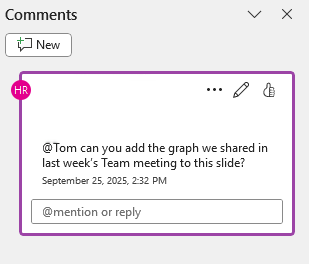 Comments
New
HR
@Tom can you add the graph we shared in
last week's Team meeting to this slide?
September 25, 2025, 2:32 PM
@mention or reply